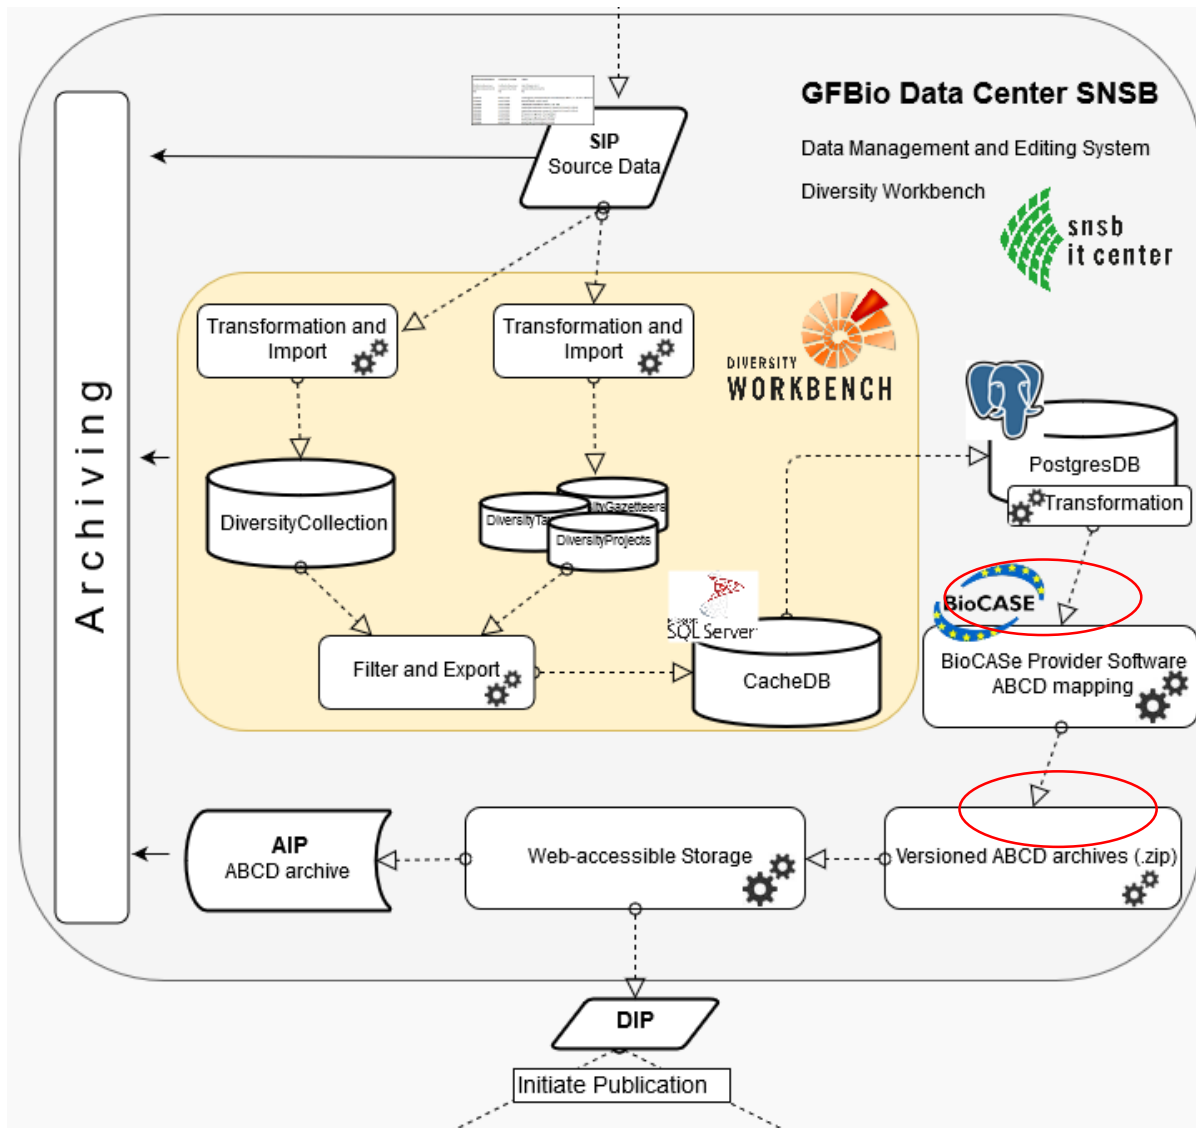 GFBio Data Center SNSB
SIP
Source Data
Data Management and Editing System
Diversity Workbench
snsb
it center
Transformation and
Import
Transformation and
Import
DIVERSITY
WORKBENCH
Archiving
PostgresDB
Transformation
DiversityCollection
DiversityProjects
BioCASE
SQL Server
Filter and Export
CacheDB
BioCASe Provider Software
ABCD mapping
AIP
ABCD archive
Web-accessible Storage
Versioned ABCD archives (.zip)
DIP
Initiate Publication